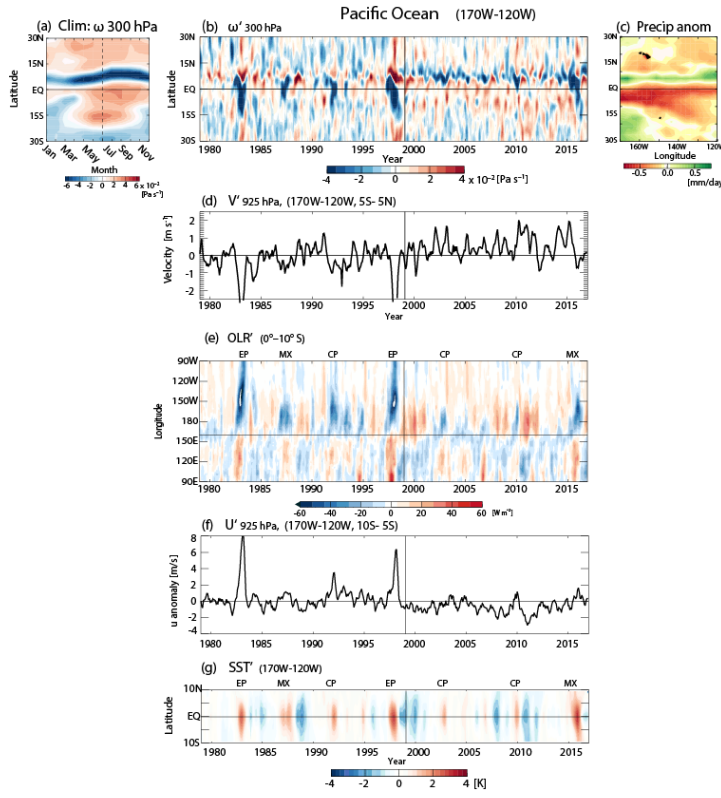 Pacific Ocean (170W-120W)
(a) Clim: ω 300 hPa
30N
15N
EQ
15S
30S
Latitude
Jan Mar May Jul Sep Nov
Month
-6 -4 -2 0 2 4 6 x 10⁻²
[Pa s⁻¹]
(b) ω' 300 hPa
30N
15N
EQ
15S
30S
Latitude
1980 1985 1990 1995 2000 2005 2010 2015
Year
-4 -2 0 2 4 x 10⁻² [Pa s⁻¹]
(c) Precip anom
30N
15N
EQ
15S
30S
160W 140W 120W
Longitude
-0.5 0.0 0.5
[mm/day]
(d) V' 925 hPa, (170W-120W, 5S- 5N)
2
1
0
-1
-2
Velocity [m s⁻¹]
1980 1985 1990 1995 2000 2005 2010 2015
Year
(e) OLR' (0°–10° S)
EP MX CP EP CP CP MX
90W
120W
150W
180
150E
120E
90E
Longitude
1980 1985 1990 1995 2000 2005 2010 2015
-60 -40 -20 0 20 40 60 [W m⁻²]
(f) U' 925 hPa, (170W-120W, 10S- 5S)
8
6
4
2
0
-2
-4
u anomaly [m/s]
1980 1985 1990 1995 2000 2005 2010 2015
(g) SST' (170W-120W)
EP MX CP EP CP CP MX
10N
EQ
10S
Latitude
1980 1985 1990 1995 2000 2005 2010 2015
Year
-4 -2 0 2 4 [K]